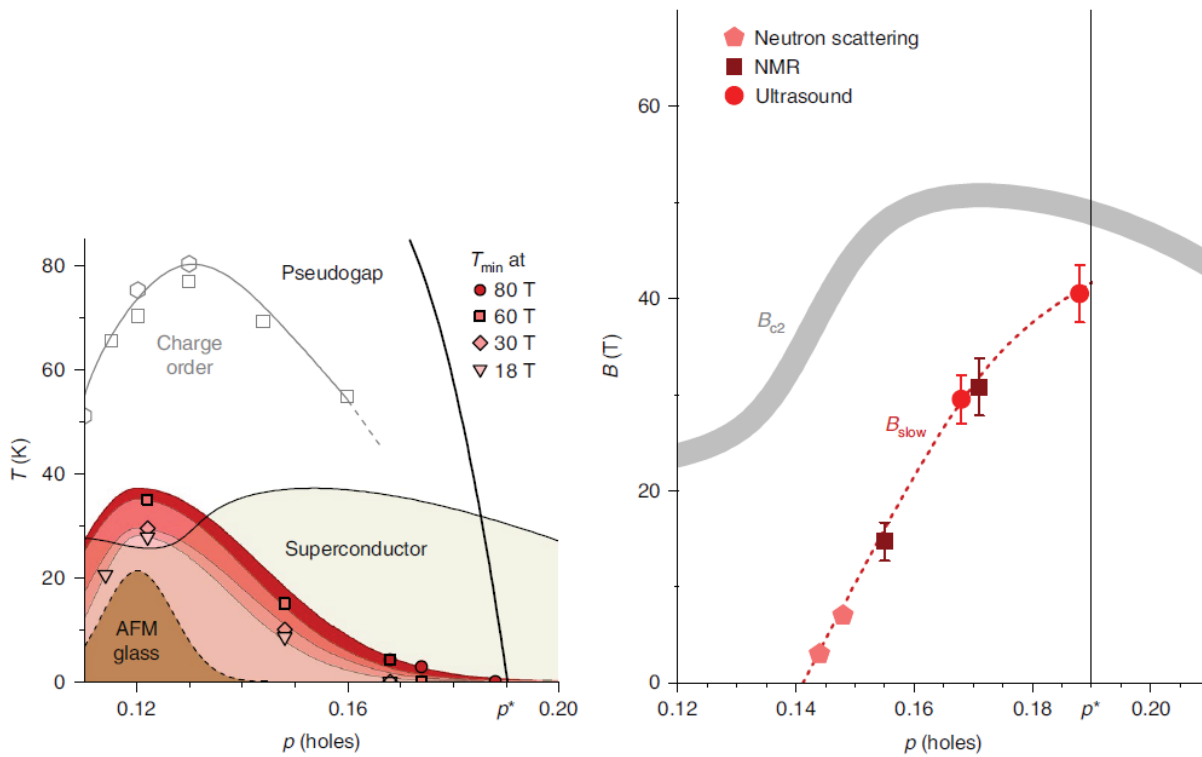 80
60
40
20
0
T (K)
Pseudogap
Charge
order
Superconductor
AFM
glass
T_min at
80 T
60 T
30 T
18 T
0.12
0.16
p*
0.20
p (holes)
Neutron scattering
NMR
Ultrasound
60
40
20
0
B (T)
B_c2
B_slow
0.12
0.14
0.16
0.18
p*
0.20
p (holes)